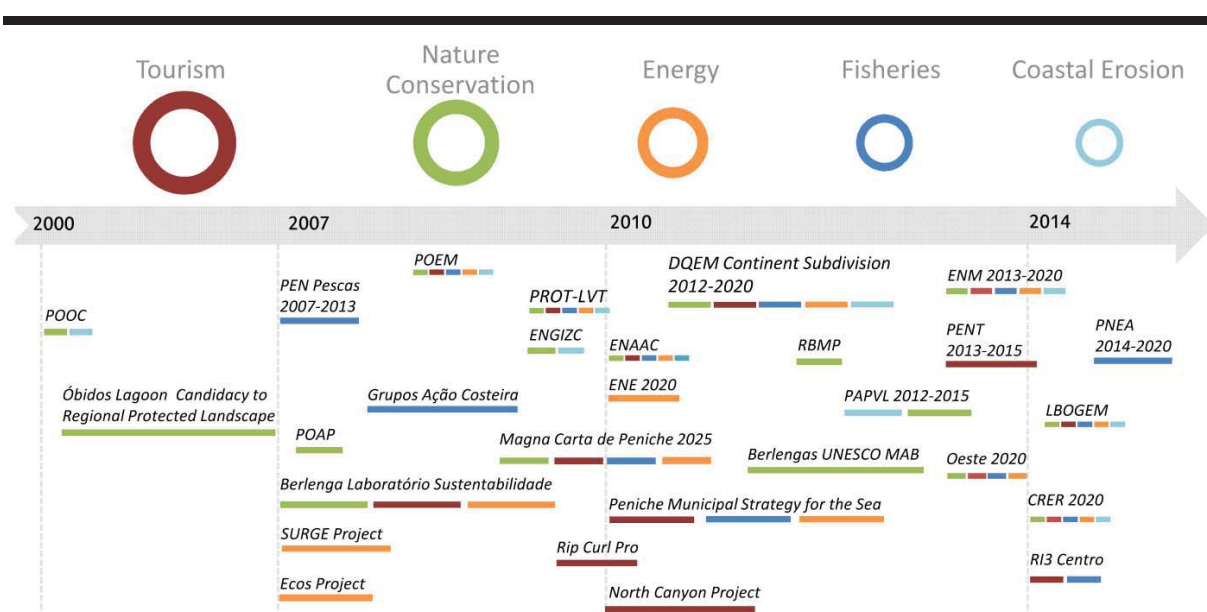 Tourism
Nature
Conservation
Energy
Fisheries
Coastal Erosion
2000
2007
2010
2014
POOC
Óbidos Lagoon Candidacy to
Regional Protected Landscape
PEN Pescas
2007-2013
POEM
PROT-LVT
ENGIZC
Grupos Ação Costeira
POAP
Magna Carta de Peniche 2025
Berlenga Laboratório Sustentabilidade
SURGE Project
Ecos Project
Rip Curl Pro
DQEM Continent Subdivision
2012-2020
ENAAC
ENE 2020
RBMP
PAPVL 2012-2015
Berlengas UNESCO MAB
Peniche Municipal Strategy for the Sea
North Canyon Project
ENM 2013-2020
PENT
2013-2015
PNEA
2014-2020
LBOGEM
Oeste 2020
CRER 2020
RI3 Centro